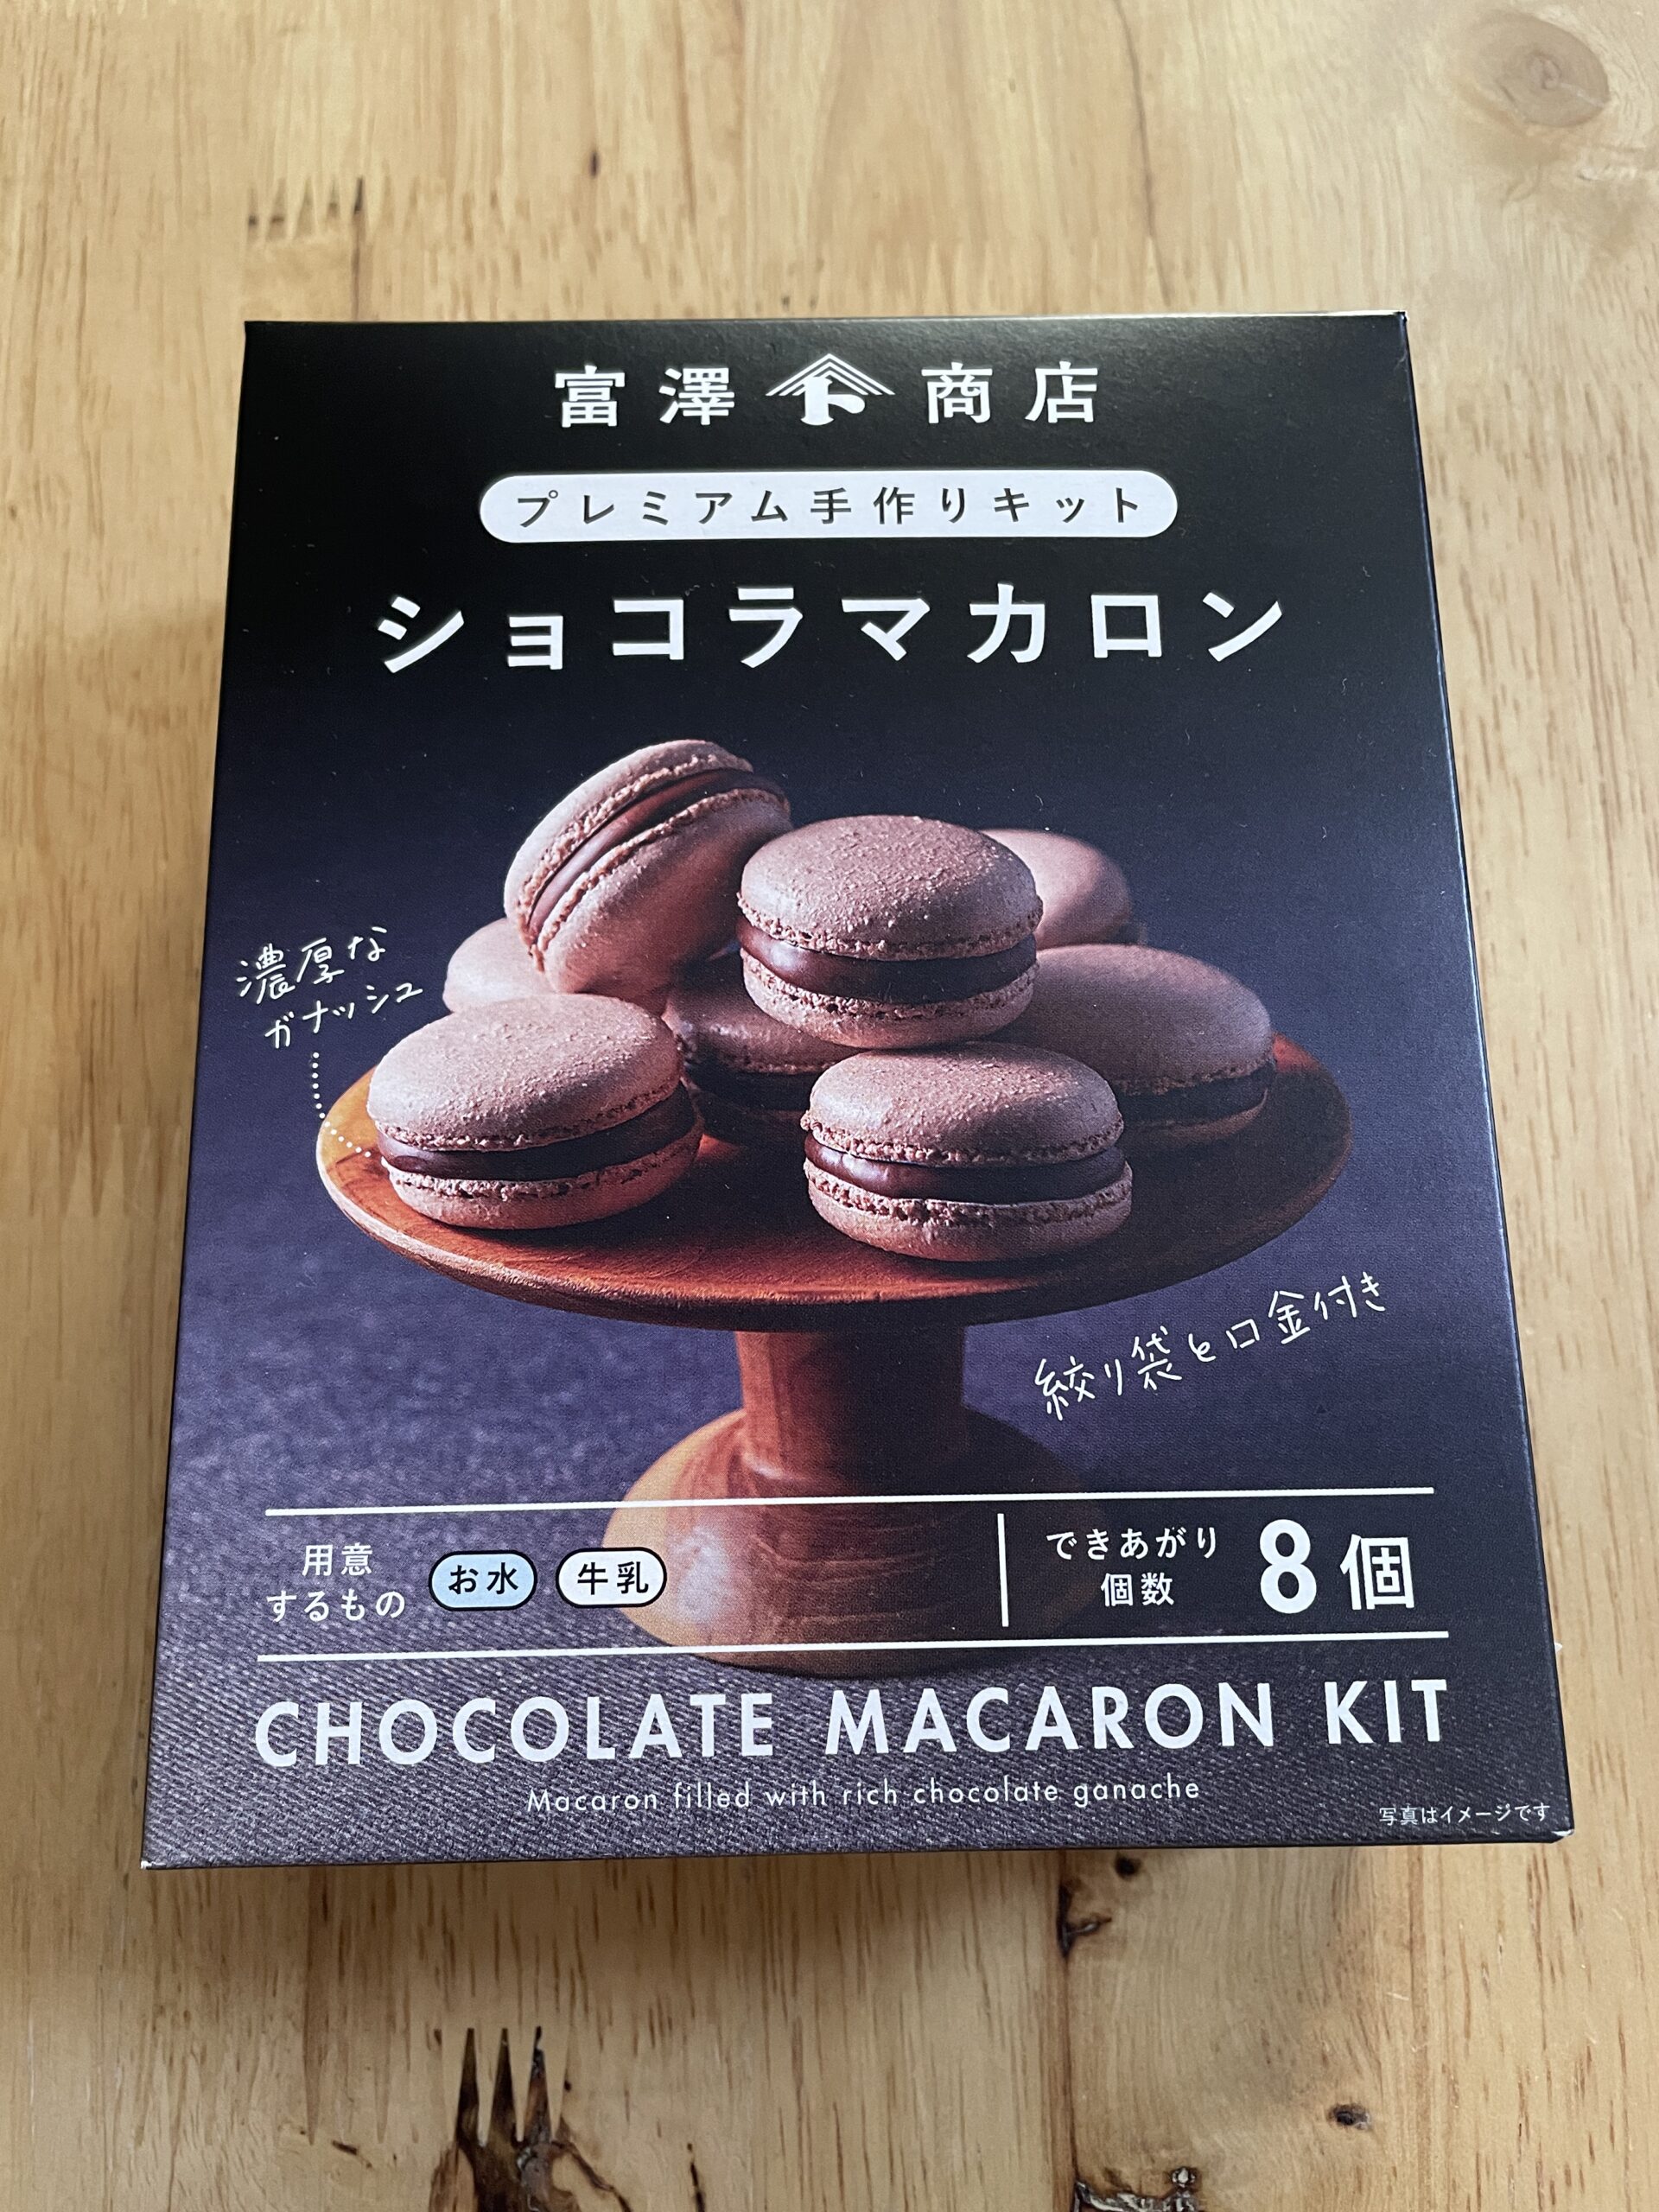 富澤商店
プレミアム手作りキット
ショコラマカロン
濃厚な
ガナッシュ
絞り袋と口金付き
用意
するもの
お水
牛乳
できあがり
個数
8個
CHOCOLATE MACARON KIT
Macaron filled with rich chocolate ganache
写真はイメージです